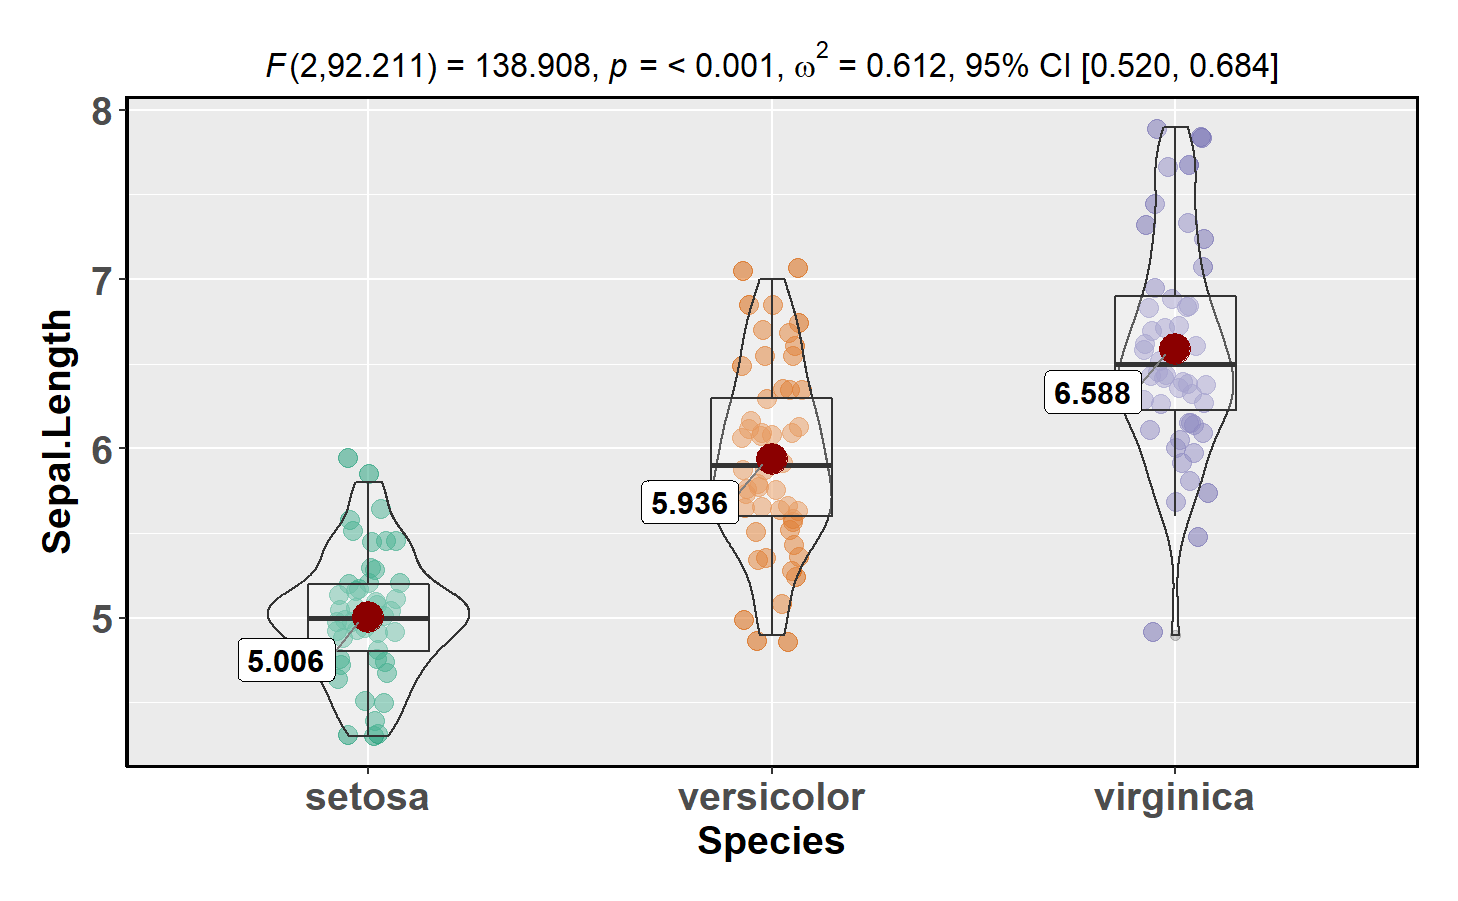 F(2,92.211) = 138.908, p = < 0.001, ω² = 0.612, 95% CI [0.520, 0.684]
8
7
6
5
Sepal.Length
5.006
5.936
6.588
setosa
versicolor
virginica
Species